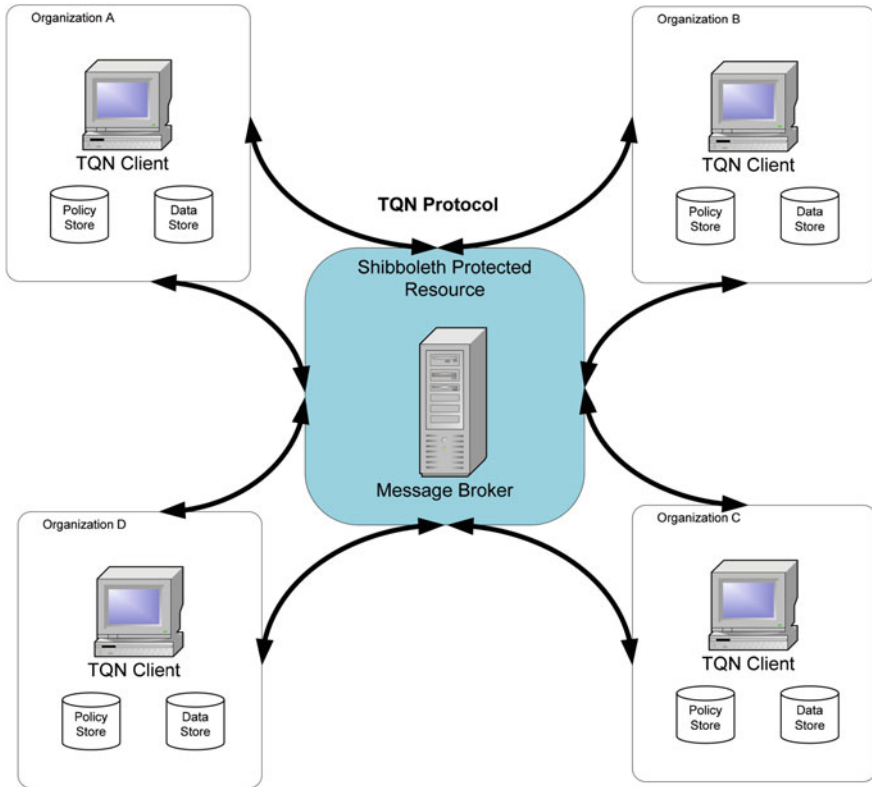 Organization A
TQN Client
Policy
Store
Data
Store
Organization B
TQN Client
Policy
Store
Data
Store
TQN Protocol
Shibboleth Protected
Resource
Message Broker
Organization D
TQN Client
Policy
Store
Data
Store
Organization C
TQN Client
Policy
Store
Data
Store